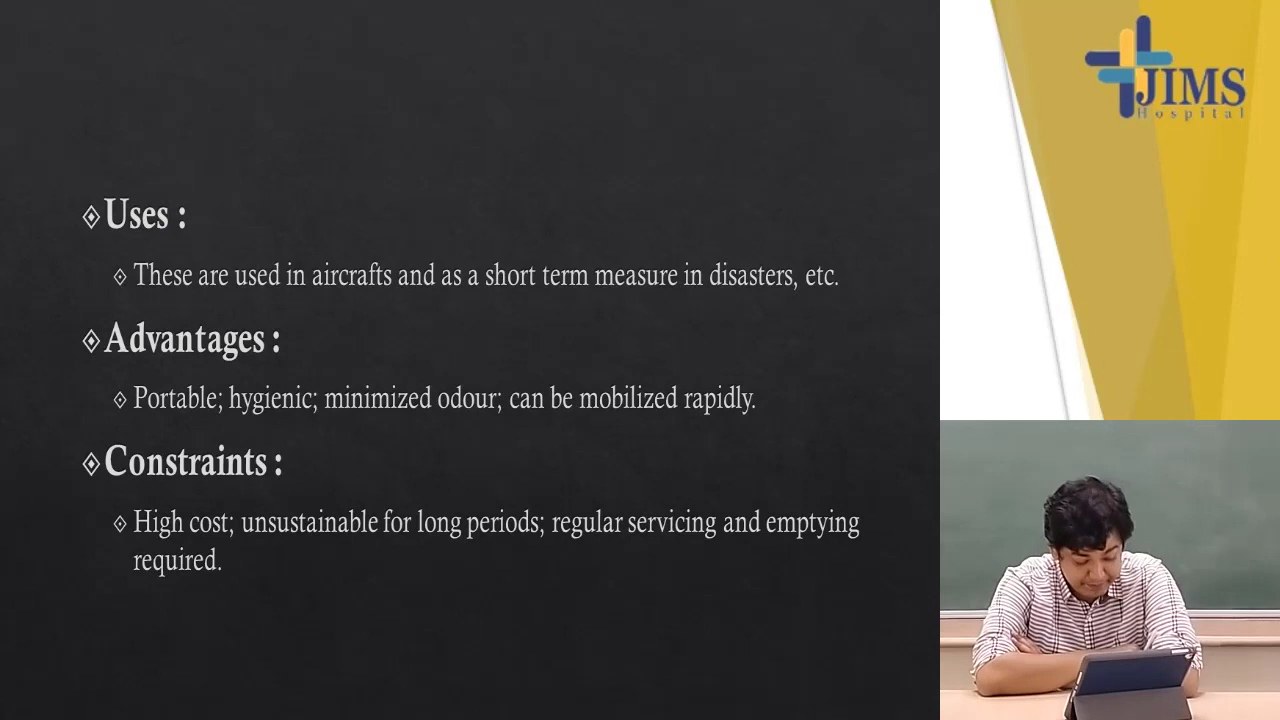 Uses :
These are used in aircrafts and as a short term measure in disasters, etc.
Advantages :
Portable; hygienic; minimized odour; can be mobilized rapidly.
Constraints :
High cost; unsustainable for long periods; regular servicing and emptying
required.
JIMS
Hospital